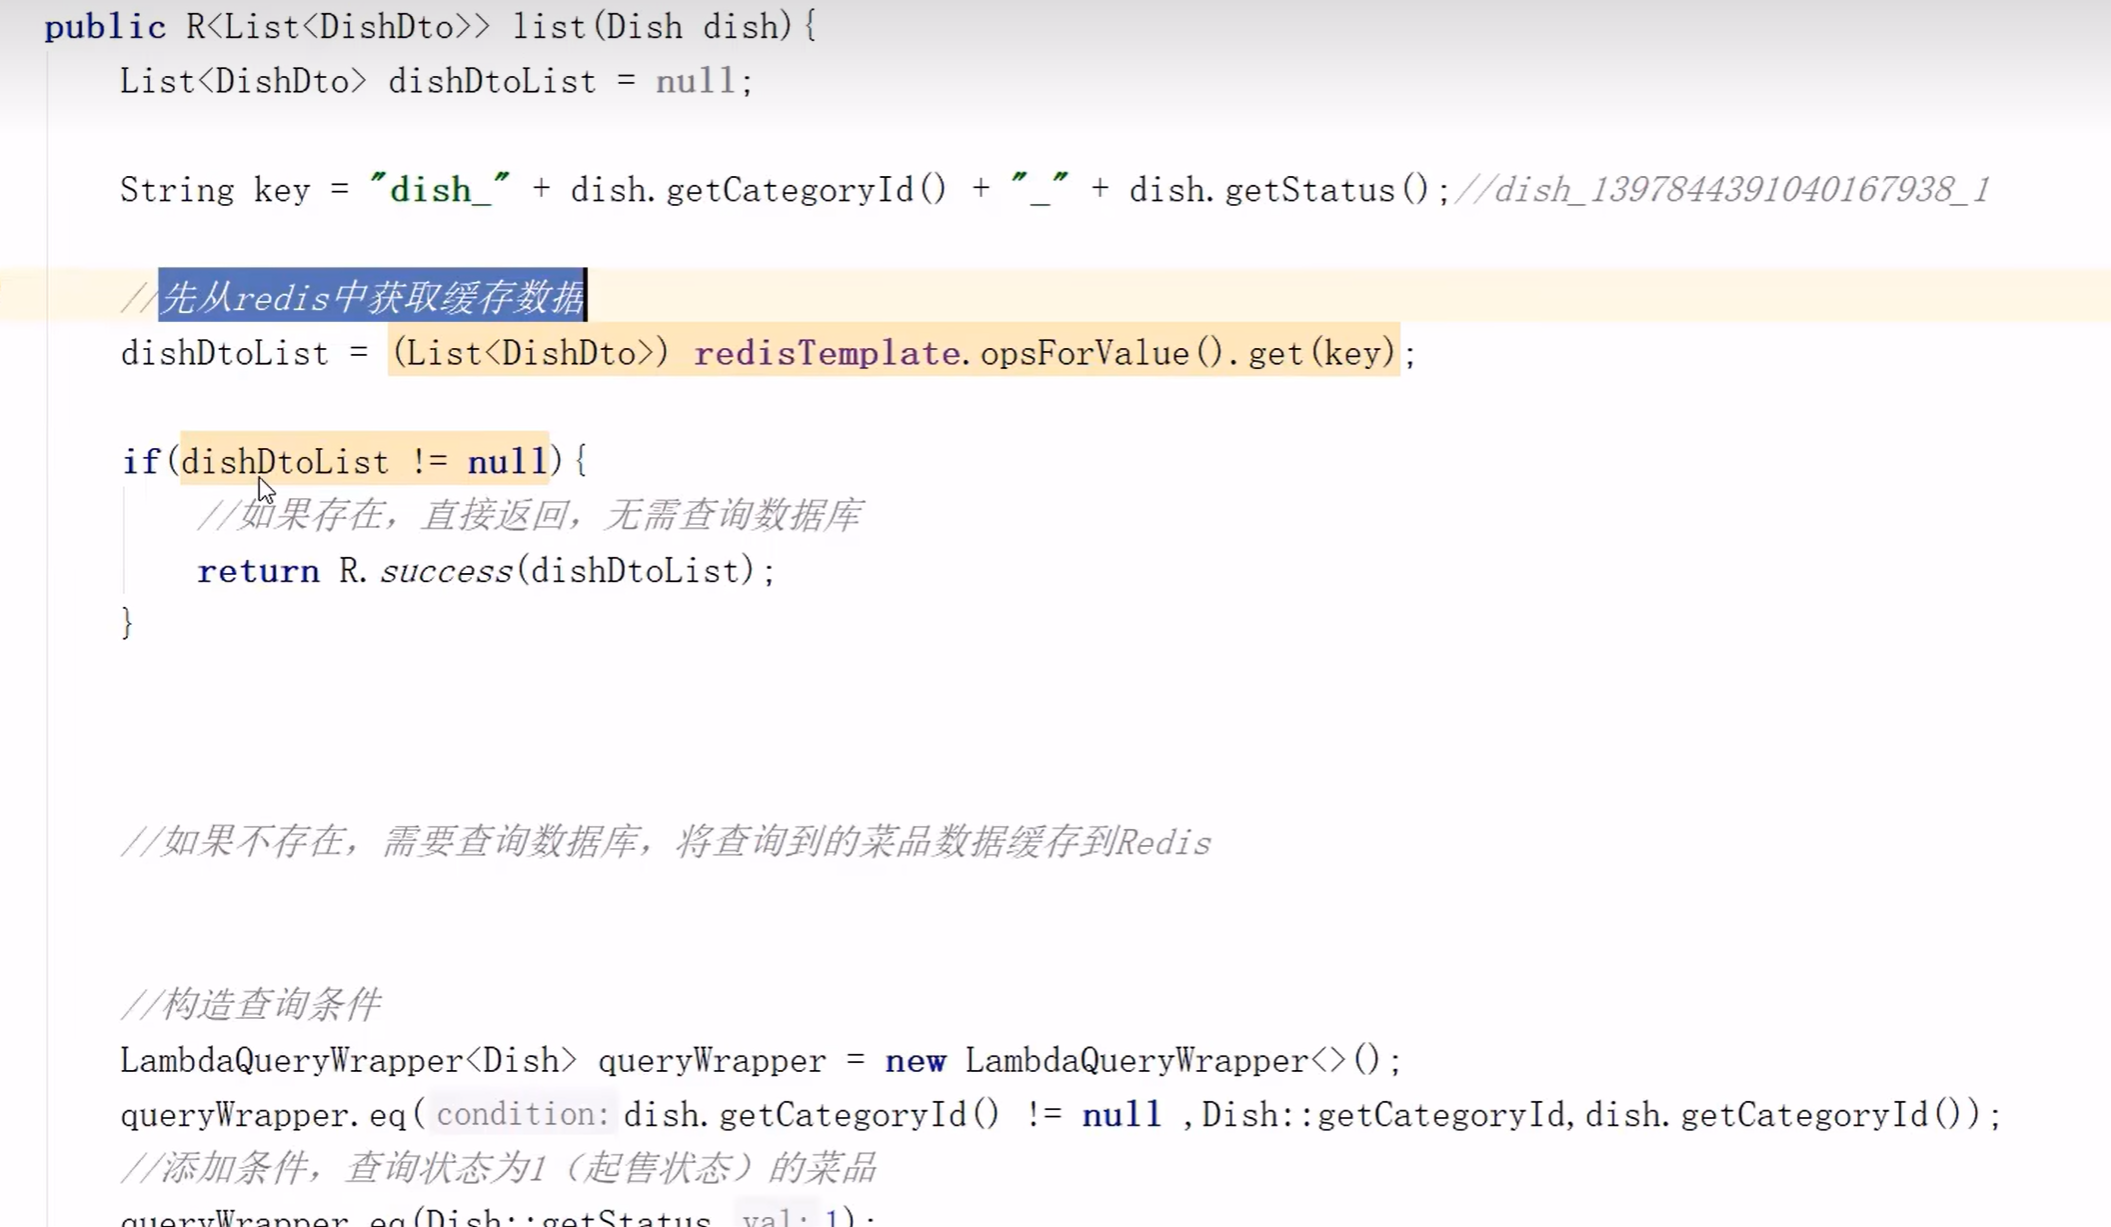 public R<List<DishDto>> list(Dish dish){
List<DishDto> dishDtoList = null;
String key = "dish_" + dish.getCategoryId() + "_" + dish.getStatus();//dish_1397844391040167938_1
//先从redis中获取缓存数据
dishDtoList = (List<DishDto>) redisTemplate.opsForValue().get(key);
if(dishDtoList != null){
//如果存在，直接返回，无需查询数据库
return R.success(dishDtoList);
}
//如果不存在，需要查询数据库，将查询到的菜品数据缓存到Redis
//构造查询条件
LambdaQueryWrapper<Dish> queryWrapper = new LambdaQueryWrapper<>();
queryWrapper.eq( condition: dish.getCategoryId() != null ,Dish::getCategoryId,dish.getCategoryId());
//添加条件，查询状态为1（起售状态）的菜品
queryWrapper.eq(Dish::getStatus, val: 1);